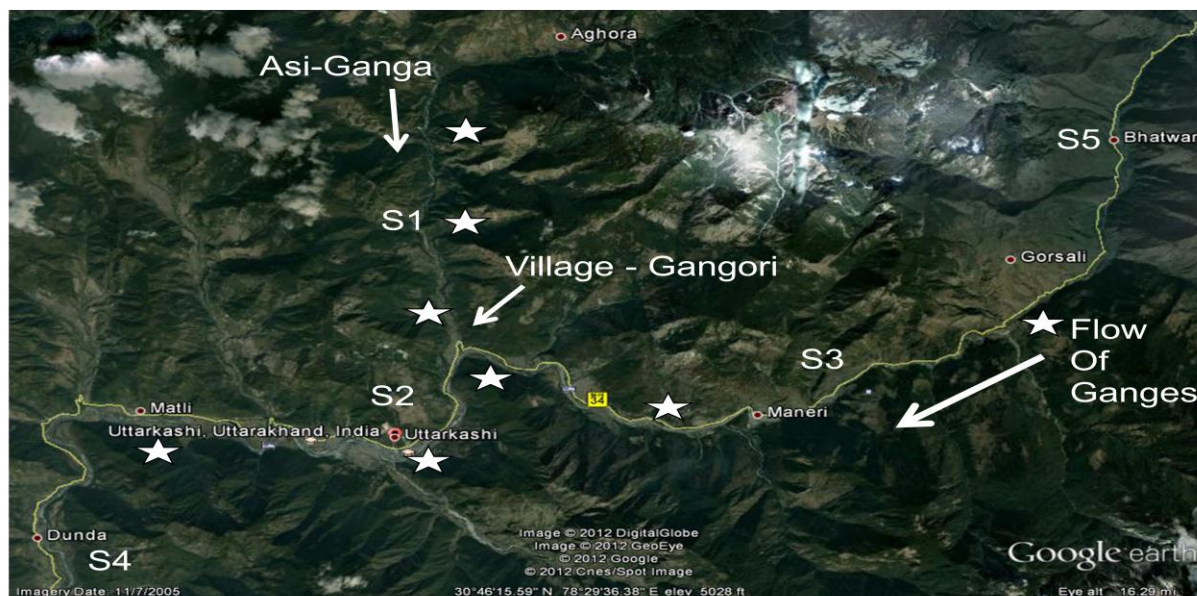 Aghora
Asi-Ganga
S5
Bhatwar
S1
Village - Gangori
Gorsali
Flow
Of
Ganges
S3
S2
34
Maneri
Matli
Uttarkashi, Uttarakhand, India
Uttarkashi
Dunda
S4
Image © 2012 DigitalGlobe
Image © 2012 GeoEye
© 2012 Google
© 2012 Cnes/Spot Image
Google earth
Imagery Date: 11/7/2005
30°46'15.59" N 78°29'36.38" E elev 5028 ft
Eye alt 16.29 mi